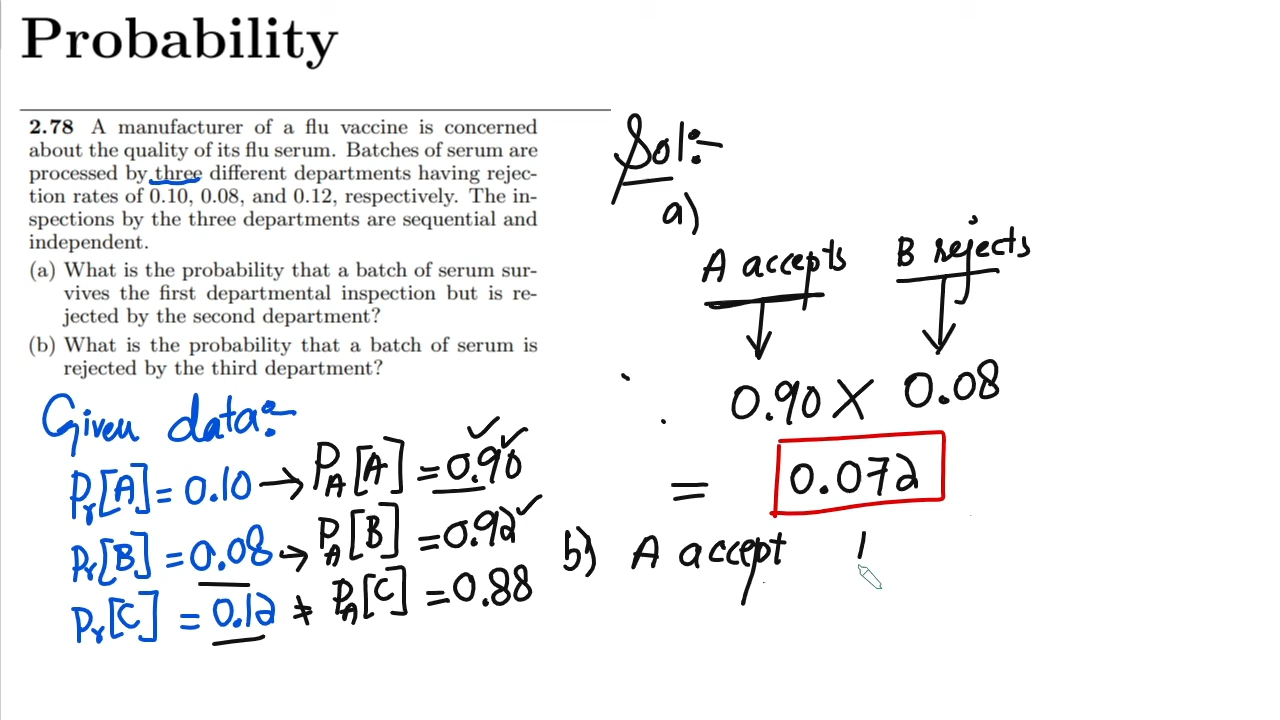 Probability
2.78 A manufacturer of a flu vaccine is concerned
about the quality of its flu serum. Batches of serum are
processed by three different departments having rejec-
tion rates of 0.10, 0.08, and 0.12, respectively. The in-
spections by the three departments are sequential and
independent.
(a) What is the probability that a batch of serum sur-
vives the first departmental inspection but is re-
jected by the second department?
(b) What is the probability that a batch of serum is
rejected by the third department?
Given data:-
Pr[A] = 0.10 → PA[A] = 0.90
Pr[B] = 0.08 → PA[B] = 0.92
Pr[C] = 0.12 → PA[C] = 0.88
Sol:-
a)
A accepts B rejects
0.90 × 0.08
= 0.072
b) A accept